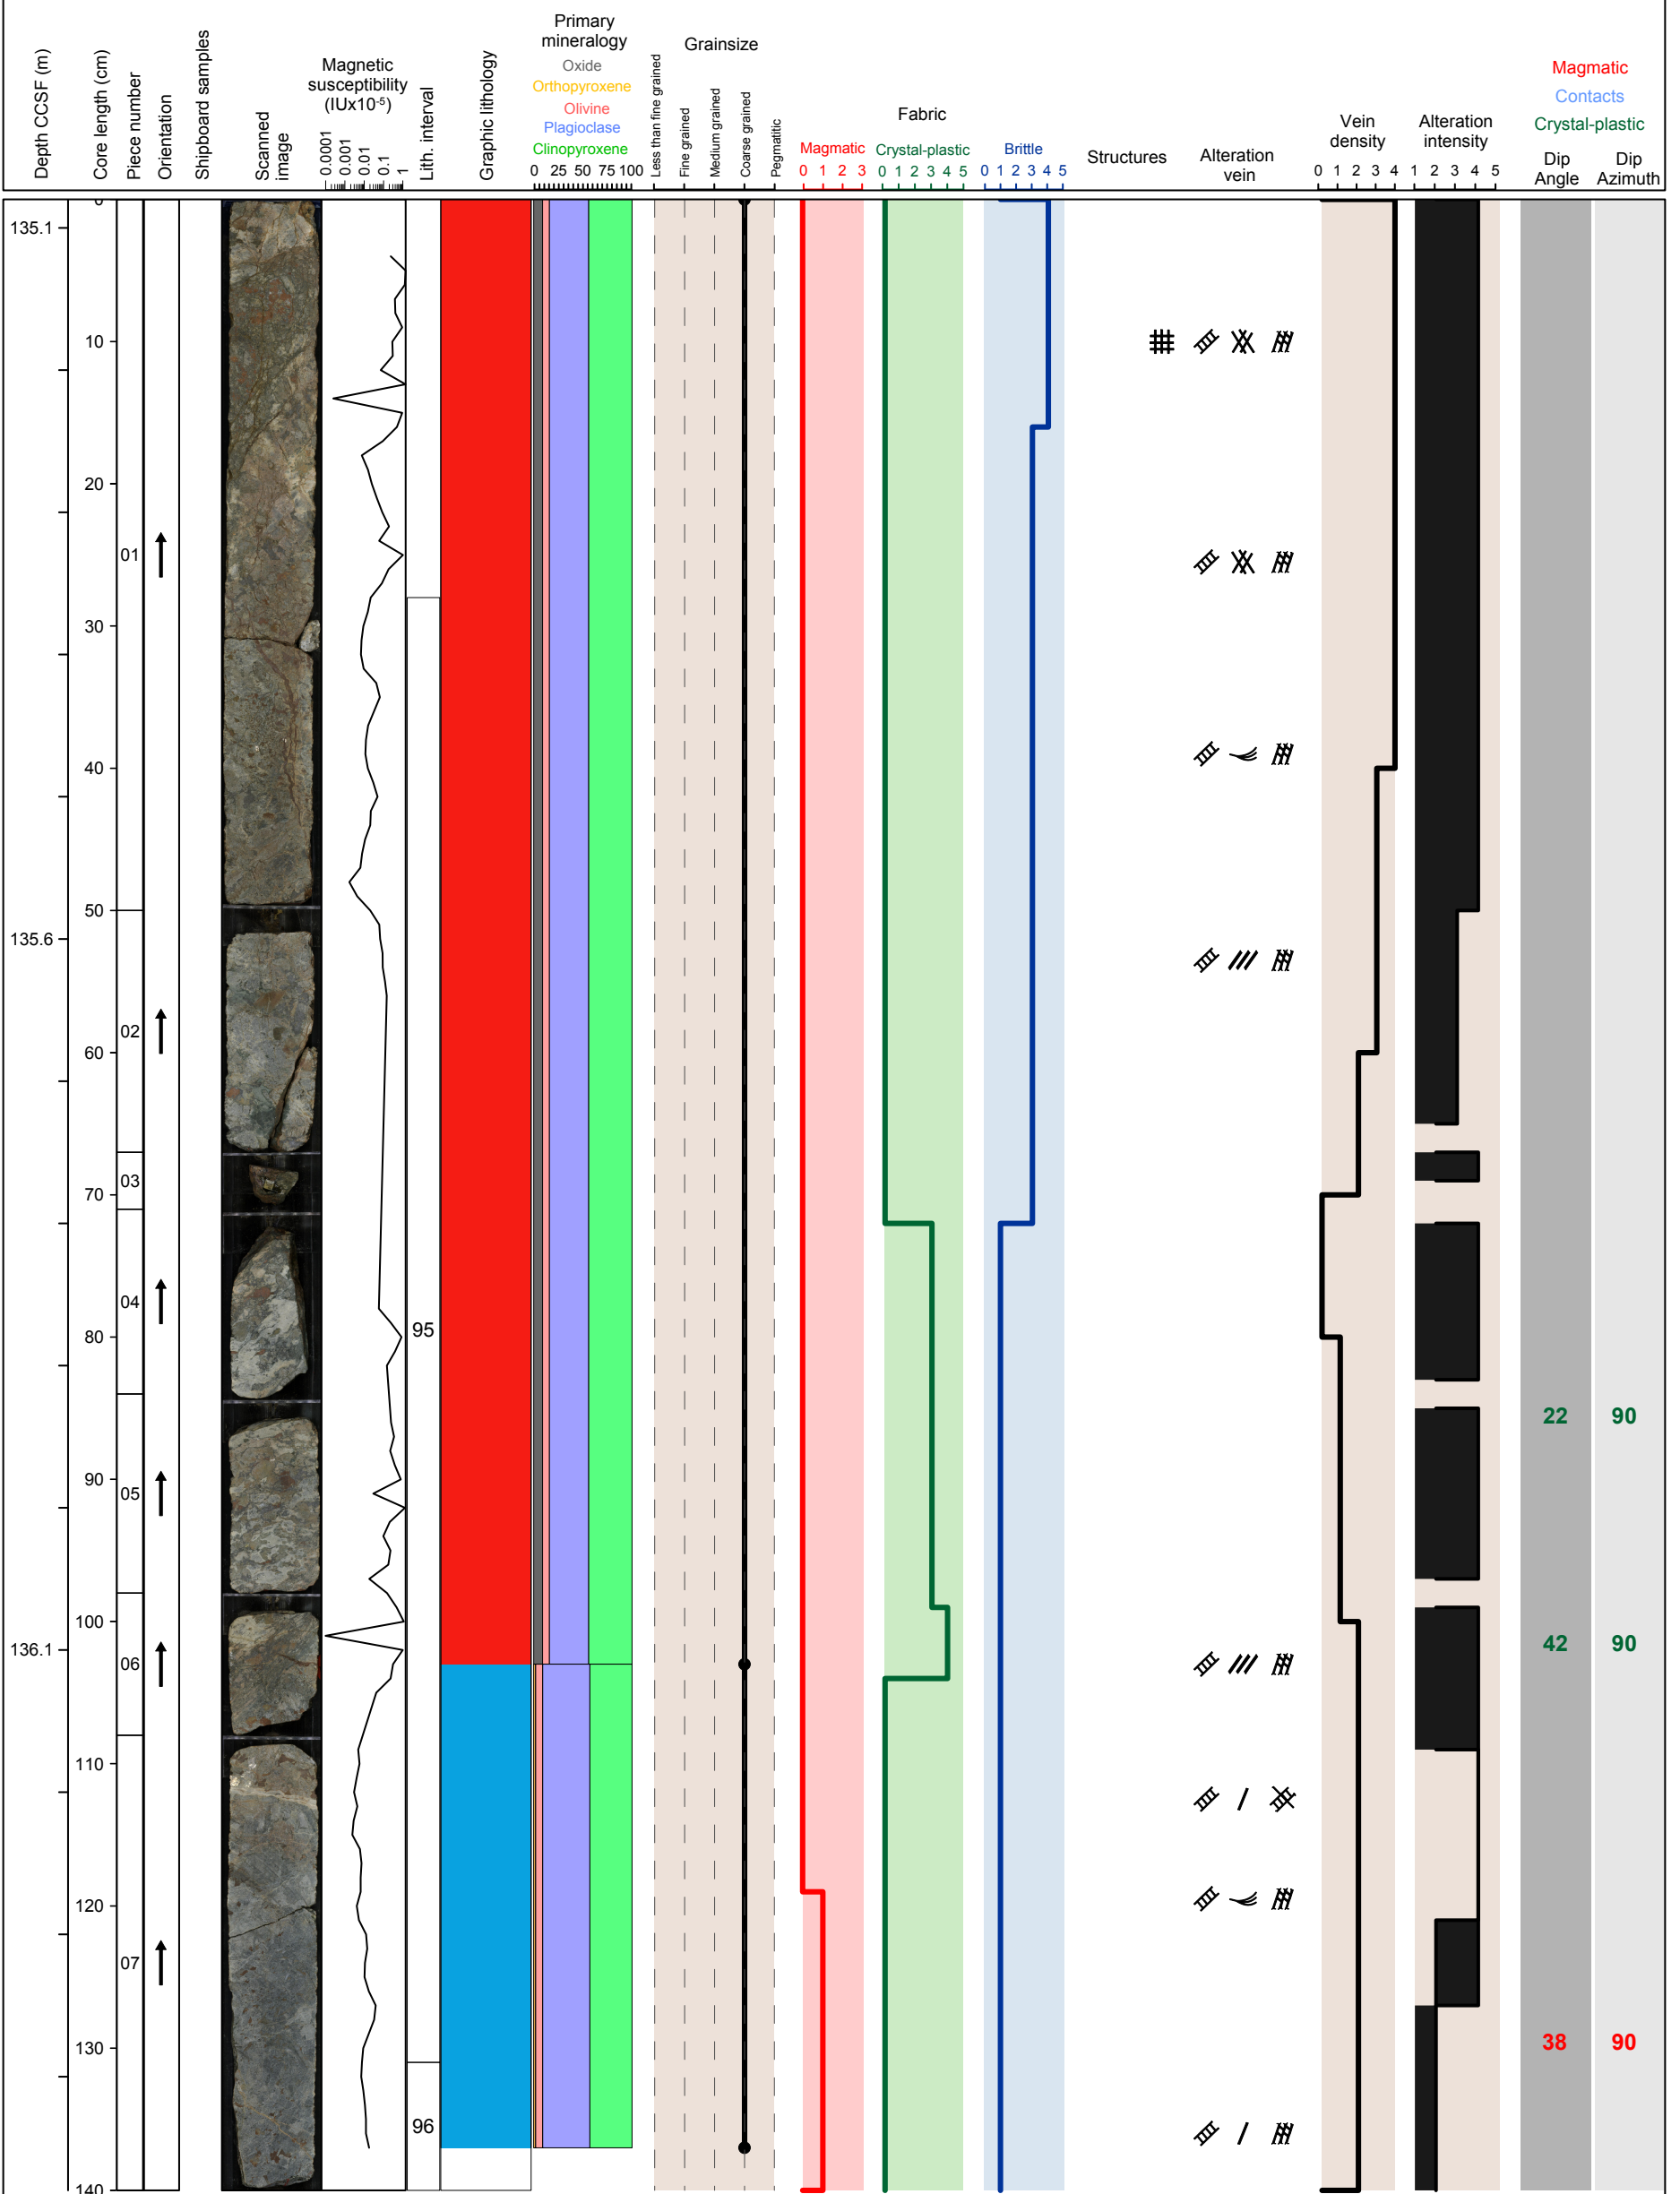 Depth CCSF (m)
Core length (cm)
Piece number
Orientation
Shipboard samples
Scanned
image
Magnetic
susceptibility
(IUx10-5)
0.0001
0.001
0.01
0.1
1
Lith. interval
Graphic lithology
Primary
mineralogy
Oxide
Orthopyroxene
Olivine
Plagioclase
Clinopyroxene
0 25 50 75 100
Grainsize
Less than fine grained
Fine grained
Medium grained
Coarse grained
Pegmatitic
Fabric
Magmatic
0 1 2 3
Crystal-plastic
0 1 2 3 4 5
Brittle
0 1 2 3 4 5
Structures
Alteration
vein
Vein
density
0 1 2 3 4
Alteration
intensity
1 2 3 4 5
Magmatic
Contacts
Crystal-plastic
Dip
Angle
Dip
Azimuth
0
135.1
10
20
01
30
40
50
135.6
02
60
03
70
04
80
95
22 90
90
05
100
136.1
06
42 90
110
120
07
130
38 90
96
140